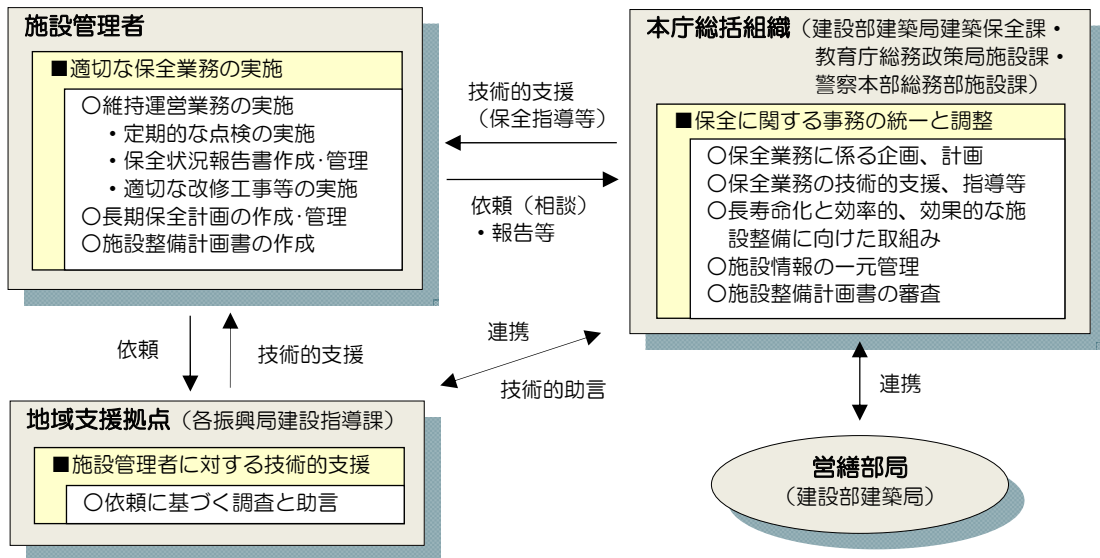 施設管理者
■適切な保全業務の実施
○維持運営業務の実施
・定期的な点検の実施
・保全状況報告書作成・管理
・適切な改修工事等の実施
○長期保全計画の作成・管理
○施設整備計画書の作成
技術的支援
（保全指導等）
依頼（相談）
・報告等
本庁総括組織（建設部建築局建築保全課・
教育庁総務政策局施設課・
警察本部総務部施設課）
■保全に関する事務の統一と調整
○保全業務に係る企画、計画
○保全業務の技術的支援、指導等
○長寿命化と効率的、効果的な施
設整備に向けた取組み
○施設情報の一元管理
○施設整備計画書の審査
依頼
技術的支援
連携
技術的助言
連携
地域支援拠点（各振興局建設指導課）
■施設管理者に対する技術的支援
○依頼に基づく調査と助言
営繕部局
（建設部建築局）